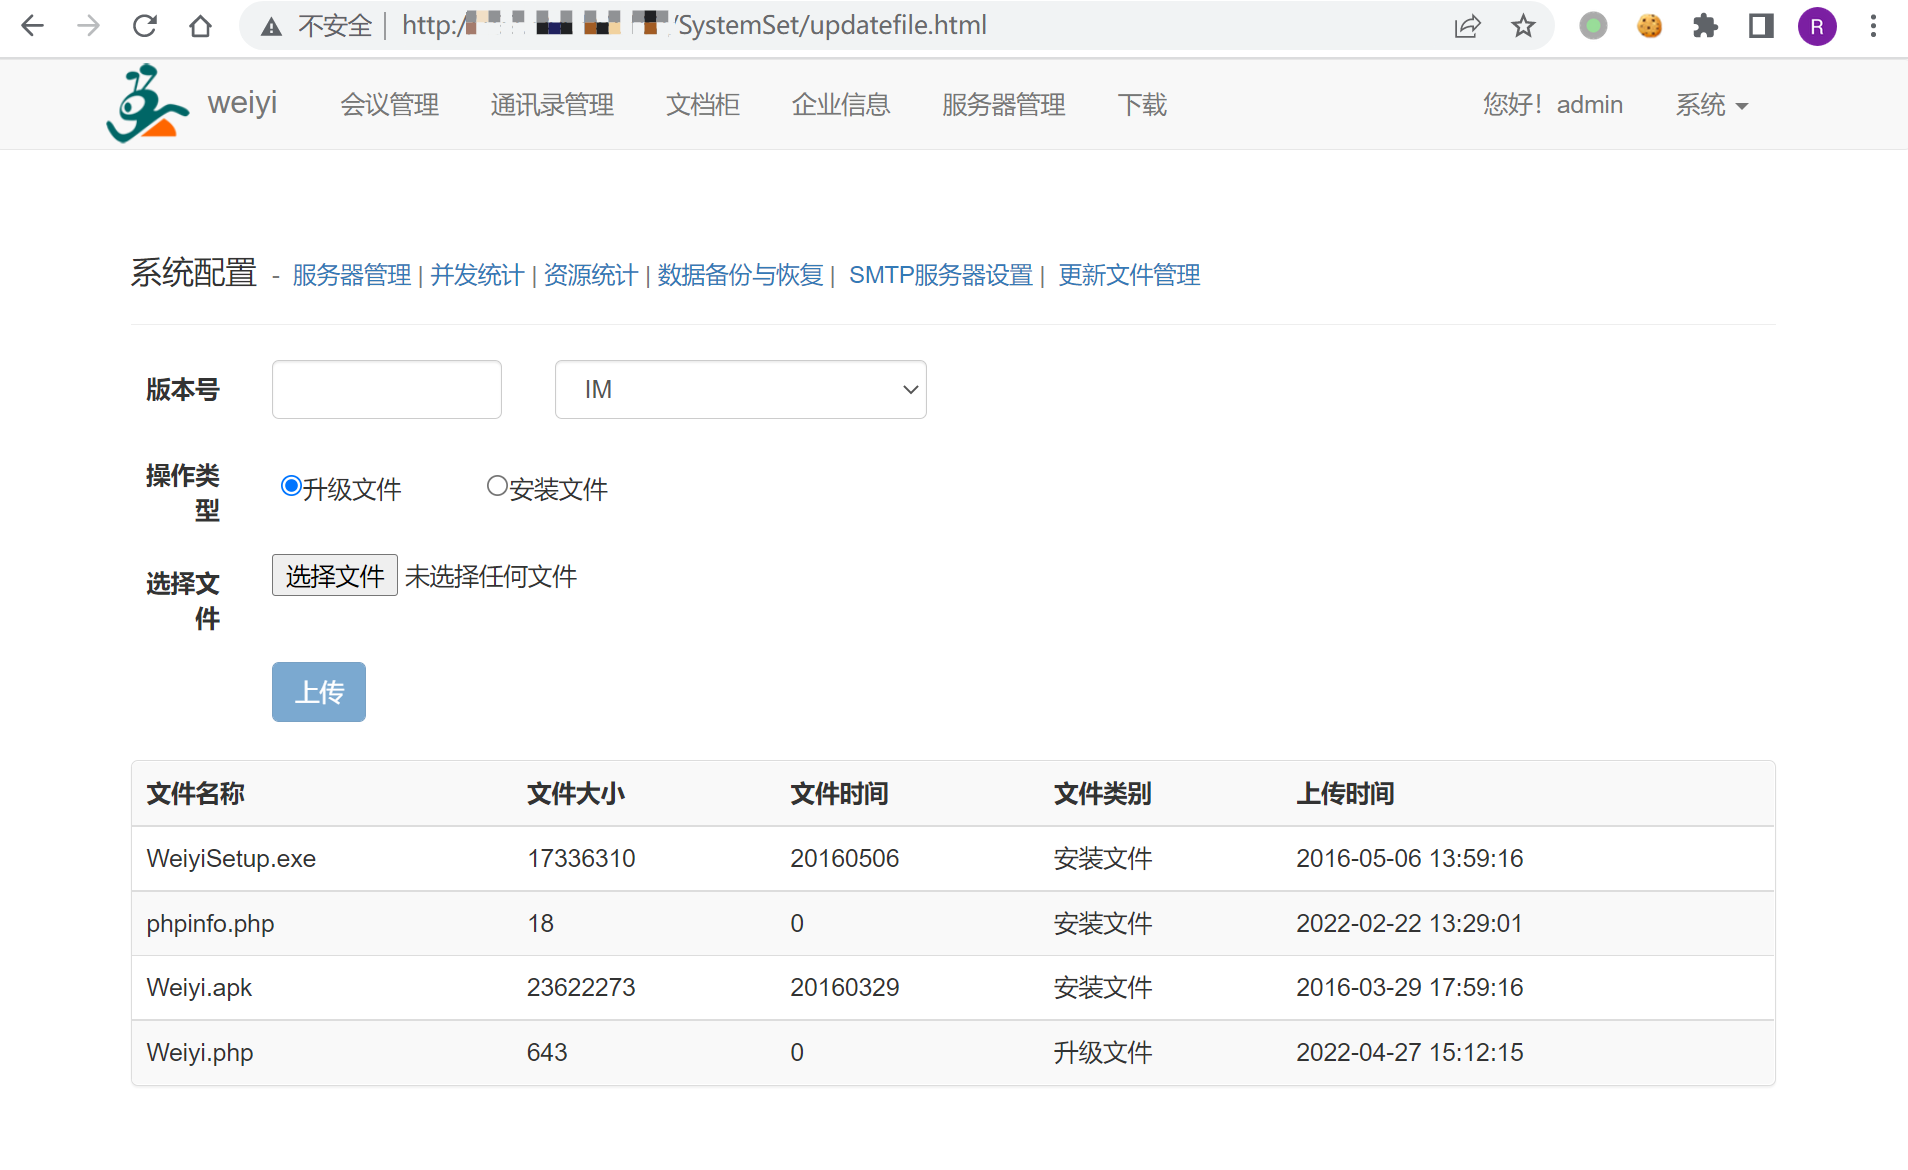 不安全 http:/ /SystemSet/updatefile.html R
weiyi 会议管理 通讯录管理 文档柜 企业信息 服务器管理 下载 您好！admin 系统
系统配置 - 服务器管理 | 并发统计 | 资源统计 | 数据备份与恢复 | SMTP服务器设置 | 更新文件管理
版本号 IM
操作类
型
升级文件 安装文件
选择文
件
选择文件 未选择任何文件
上传
文件名称 文件大小 文件时间 文件类别 上传时间
WeiyiSetup.exe 17336310 20160506 安装文件 2016-05-06 13:59:16
phpinfo.php 18 0 安装文件 2022-02-22 13:29:01
Weiyi.apk 23622273 20160329 安装文件 2016-03-29 17:59:16
Weiyi.php 643 0 升级文件 2022-04-27 15:12:15